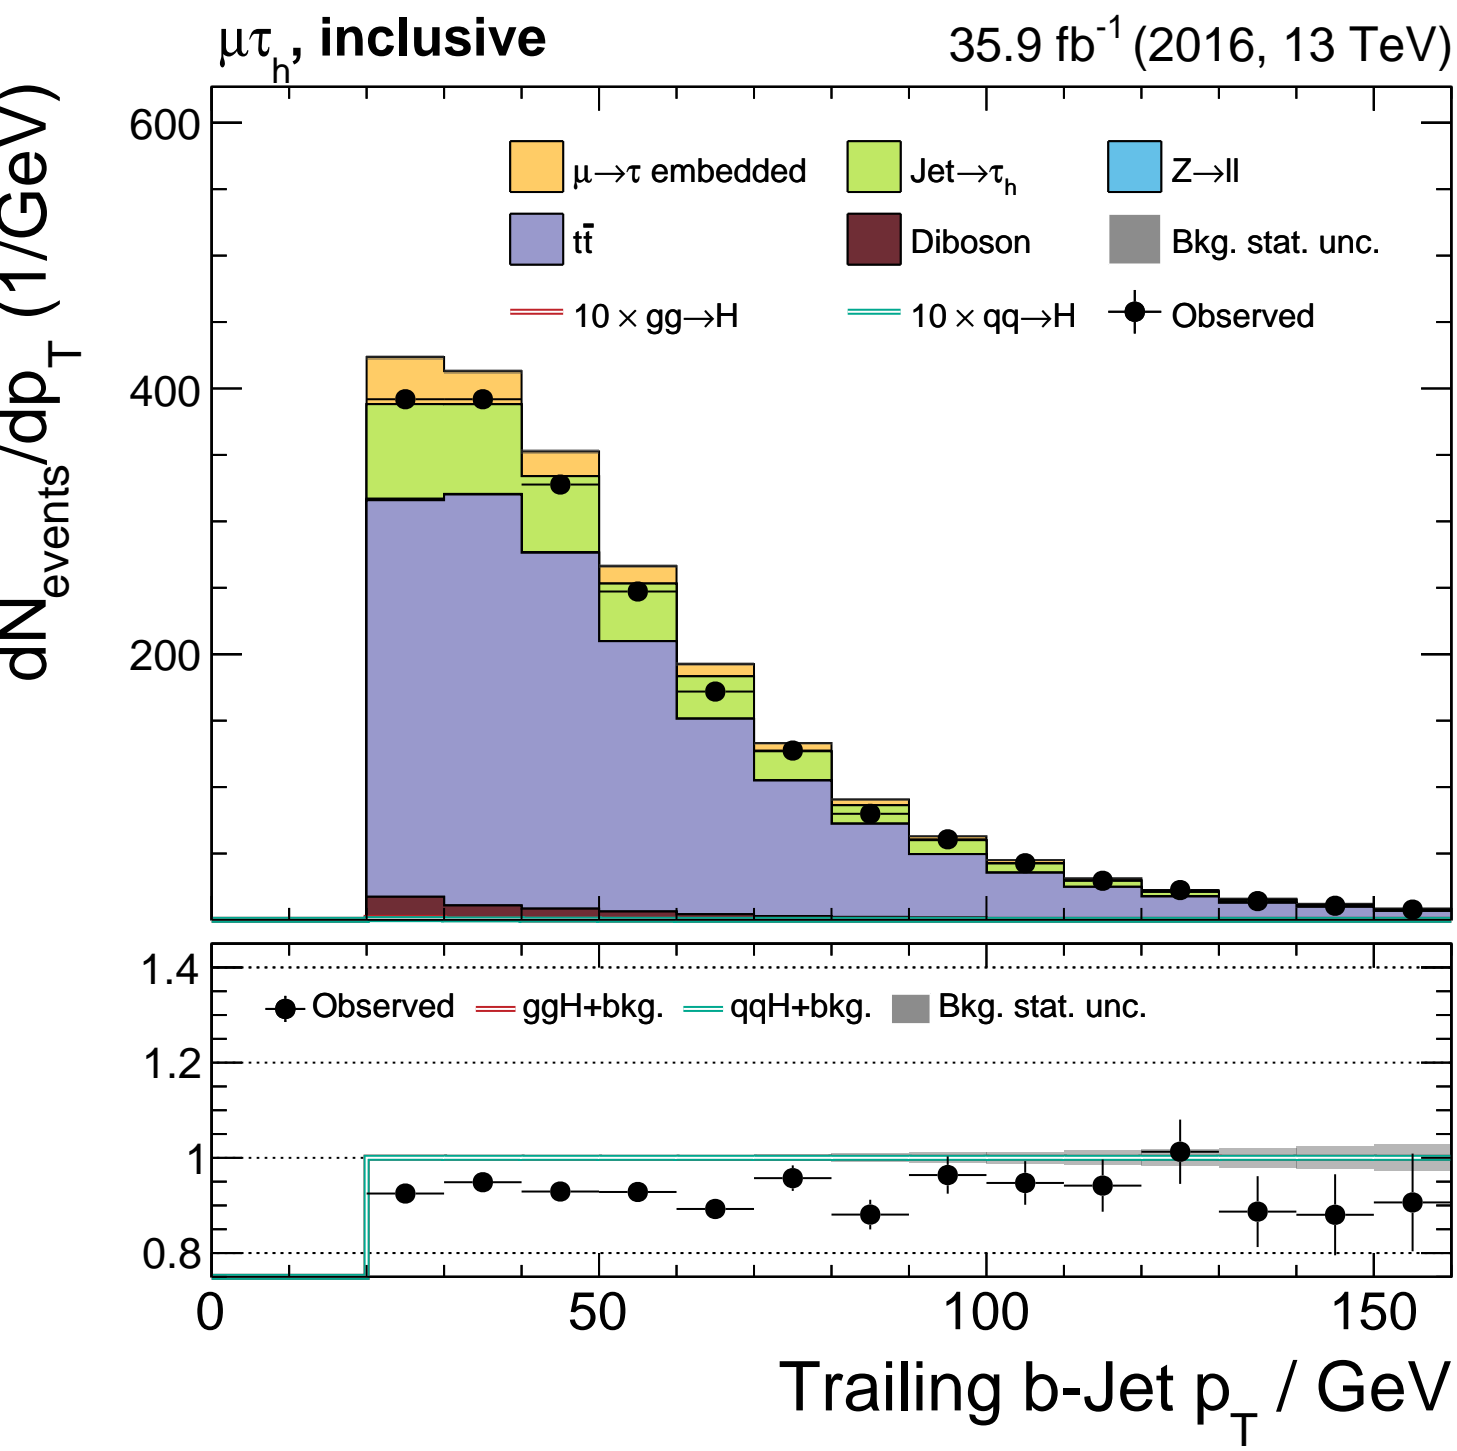 μτh, inclusive
35.9 fb-1 (2016, 13 TeV)
dNevents/dpT (1/GeV)
600
400
200
μ→τ embedded
Jet→τh
Z→ll
tt̄
Diboson
Bkg. stat. unc.
10 × gg→H
10 × qq→H
Observed
1.4
1.2
1
0.8
Observed
ggH+bkg.
qqH+bkg.
Bkg. stat. unc.
0
50
100
150
Trailing b-Jet pT / GeV